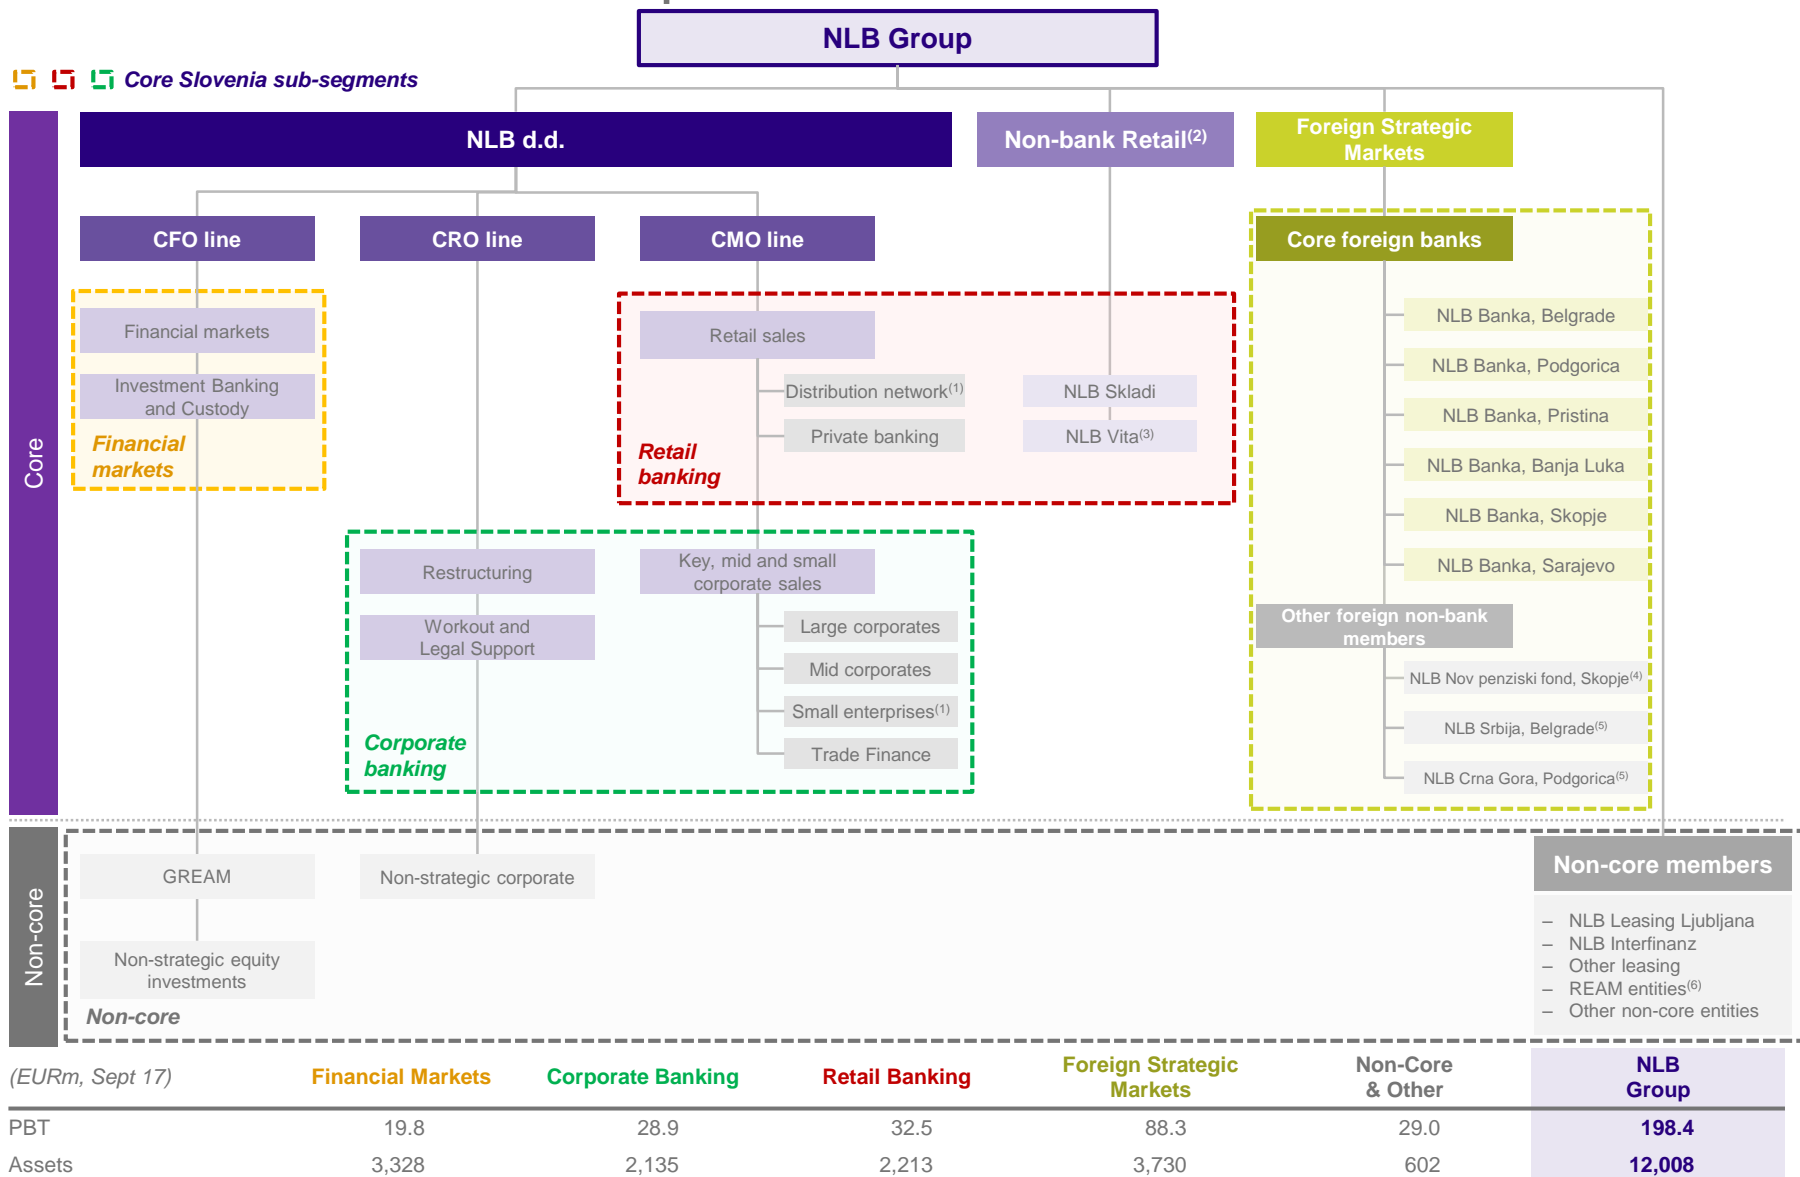 NLB Group
Core Slovenia sub-segments
Core
NLB d.d.
Non-bank Retail(2)
Foreign Strategic
Markets
CFO line
CRO line
CMO line
Core foreign banks
Financial markets
Investment Banking
and Custody
Financial
markets
Retail sales
Distribution network(1)
Private banking
Retail
banking
NLB Skladi
NLB Vita(3)
NLB Banka, Belgrade
NLB Banka, Podgorica
NLB Banka, Pristina
NLB Banka, Banja Luka
NLB Banka, Skopje
NLB Banka, Sarajevo
Restructuring
Workout and
Legal Support
Key, mid and small
corporate sales
Large corporates
Mid corporates
Small enterprises(1)
Trade Finance
Corporate
banking
Other foreign non-bank
members
NLB Nov penziski fond, Skopje(4)
NLB Srbija, Belgrade(5)
NLB Crna Gora, Podgorica(5)
Non-core
GREAM
Non-strategic corporate
Non-strategic equity
investments
Non-core
Non-core members
– NLB Leasing Ljubljana
– NLB Interfinanz
– Other leasing
– REAM entities(6)
– Other non-core entities
(EURm, Sept 17) Financial Markets Corporate Banking Retail Banking Foreign Strategic Markets Non-Core & Other NLB Group
PBT 19.8 28.9 32.5 88.3 29.0 198.4
Assets 3,328 2,135 2,213 3,730 602 12,008